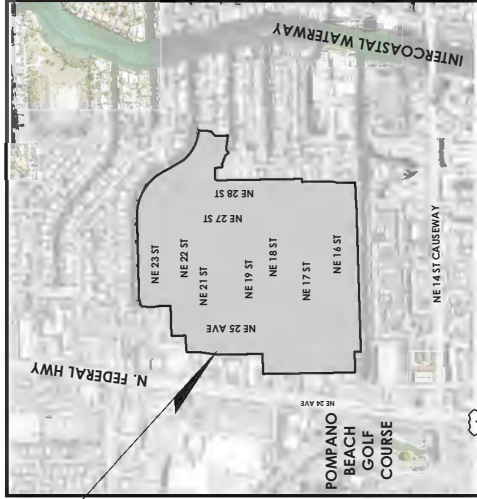 INTERCOASTAL WATERWAY
NE 28 ST
NE 27 ST
NE 23 ST
NE 22 ST
NE 21 ST
NE 19 ST
NE 18 ST
NE 17 ST
NE 16 ST
NE 25 AVE
NE 14 ST CAUSEWAY
N. FEDERAL HWY
NE 24 AVE
POMPANO
BEACH
GOLF
COURSE